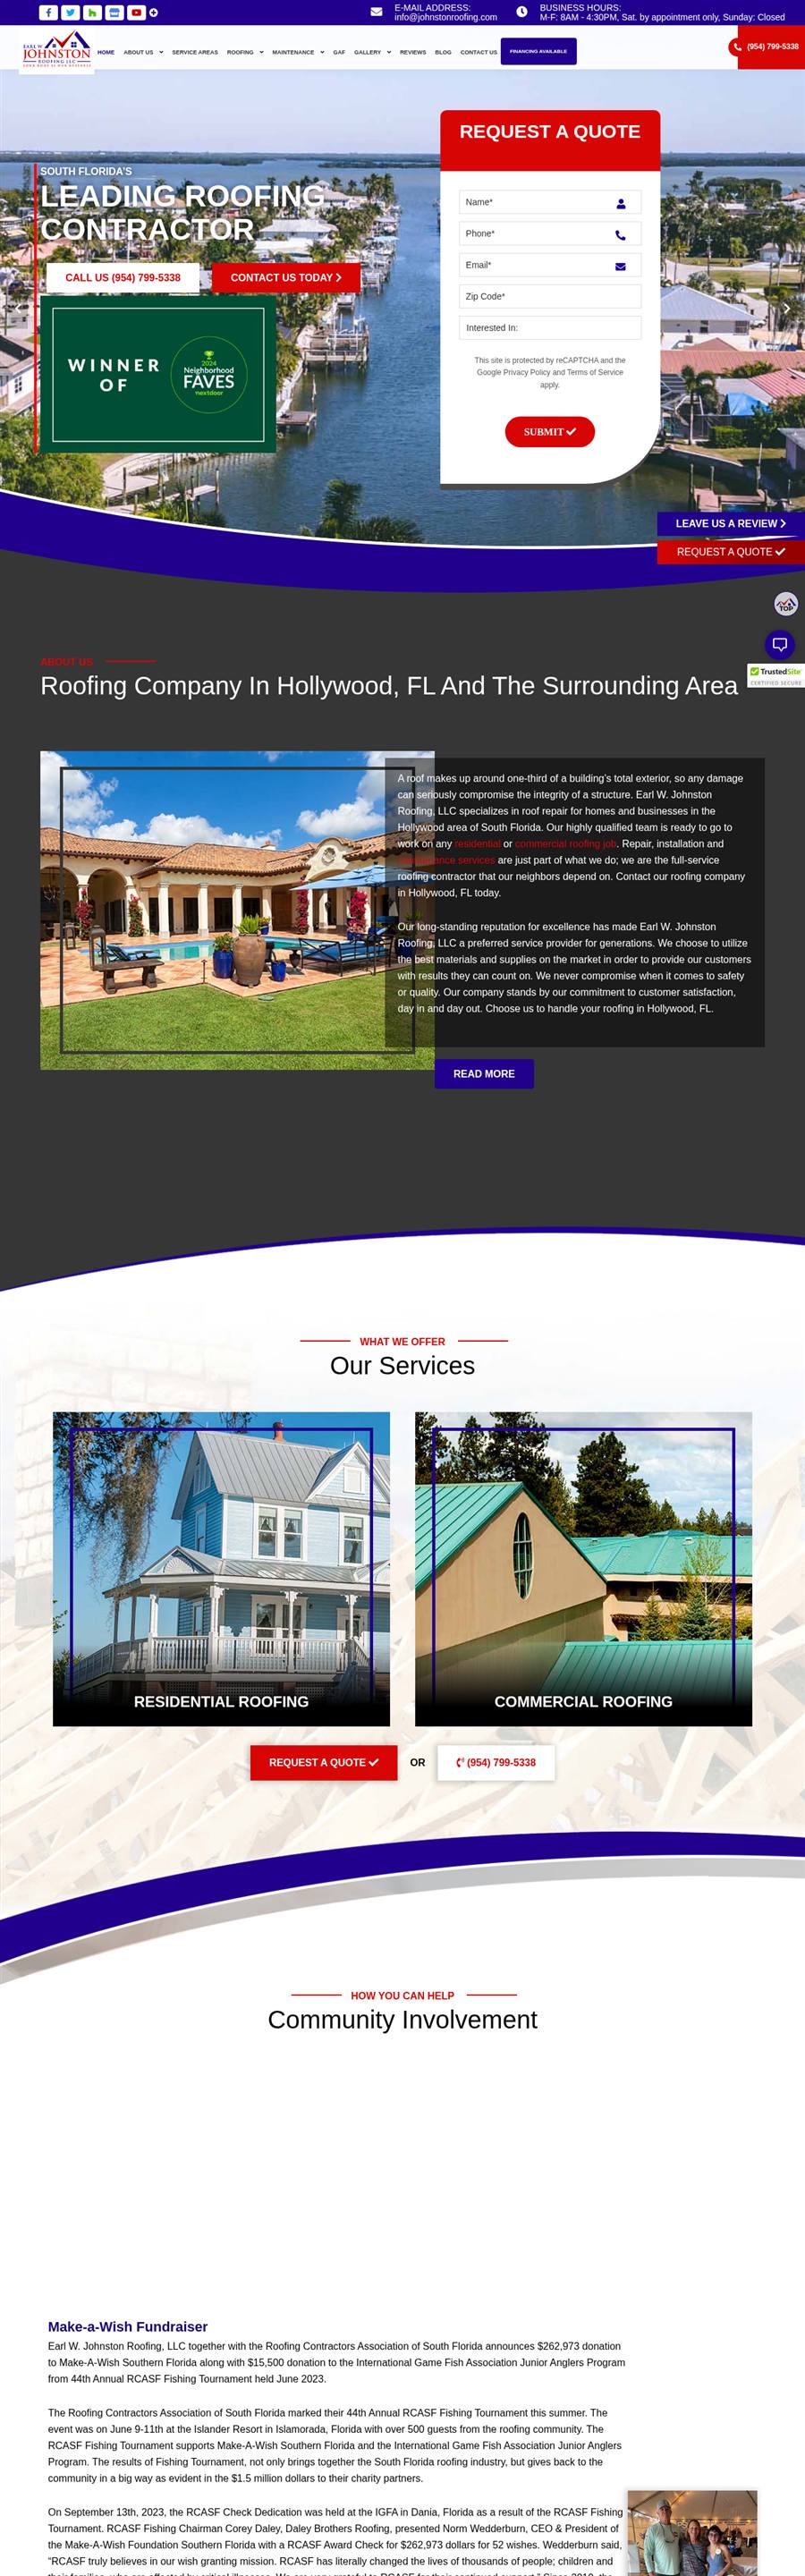 E-MAIL ADDRESS:
info@johnstonroofing.com
BUSINESS HOURS:
M-F: 8AM - 4:30PM, Sat. by appointment only, Sunday: Closed
EARL W.
JOHNSTON
ROOFING LLC
HOME ABOUT US SERVICE AREAS ROOFING MAINTENANCE GAF GALLERY REVIEWS BLOG CONTACT US FINANCING AVAILABLE
(954) 799-5338
SOUTH FLORIDA'S
LEADING ROOFING
CONTRACTOR
CALL US (954) 799-5338
CONTACT US TODAY
WINNER
OF
2024
Neighborhood
FAVES
nextdoor
REQUEST A QUOTE
Name*
Phone*
Email*
Zip Code*
Interested In:
This site is protected by reCAPTCHA and the
Google Privacy Policy and Terms of Service
apply.
SUBMIT
LEAVE US A REVIEW
REQUEST A QUOTE
TOP
TrustedSite
CERTIFIED SECURE
ABOUT US
Roofing Company In Hollywood, FL And The Surrounding Area
A roof makes up around one-third of a building's total exterior, so any damage
can seriously compromise the integrity of a structure. Earl W. Johnston
Roofing, LLC specializes in roof repair for homes and businesses in the
Hollywood area of South Florida. Our highly qualified team is ready to go to
work on any residential or commercial roofing job. Repair, installation and
maintenance services are just part of what we do; we are the full-service
roofing contractor that our neighbors depend on. Contact our roofing company
in Hollywood, FL today.
Our long-standing reputation for excellence has made Earl W. Johnston
Roofing, LLC a preferred service provider for generations. We choose to utilize
the best materials and supplies on the market in order to provide our customers
with results they can count on. We never compromise when it comes to safety
or quality. Our company stands by our commitment to customer satisfaction,
day in and day out. Choose us to handle your roofing in Hollywood, FL.
READ MORE
WHAT WE OFFER
Our Services
RESIDENTIAL ROOFING
COMMERCIAL ROOFING
REQUEST A QUOTE
OR
(954) 799-5338
HOW YOU CAN HELP
Community Involvement
Make-a-Wish Fundraiser
Earl W. Johnston Roofing, LLC together with the Roofing Contractors Association of South Florida announces $262,973 donation
to Make-A-Wish Southern Florida along with $15,500 donation to the International Game Fish Association Junior Anglers Program
from 44th Annual RCASF Fishing Tournament held June 2023.
The Roofing Contractors Association of South Florida marked their 44th Annual RCASF Fishing Tournament this summer. The
event was on June 9-11th at the Islander Resort in Islamorada, Florida with over 500 guests from the roofing community. The
RCASF Fishing Tournament supports Make-A-Wish Southern Florida and the International Game Fish Association Junior Anglers
Program. The results of Fishing Tournament, not only brings together the South Florida roofing industry, but gives back to the
community in a big way as evident in the $1.5 million dollars to their charity partners.
On September 13th, 2023, the RCASF Check Dedication was held at the IGFA in Dania, Florida as a result of the RCASF Fishing
Tournament. RCASF Fishing Chairman Corey Daley, Daley Brothers Roofing, presented Norm Wedderburn, CEO & President of
the Make-A-Wish Foundation Southern Florida with a RCASF Award Check for $262,973 dollars for 52 wishes. Wedderburn said,
"RCASF truly believes in our wish granting mission. RCASF has literally changed the lives of thousands of people; children and